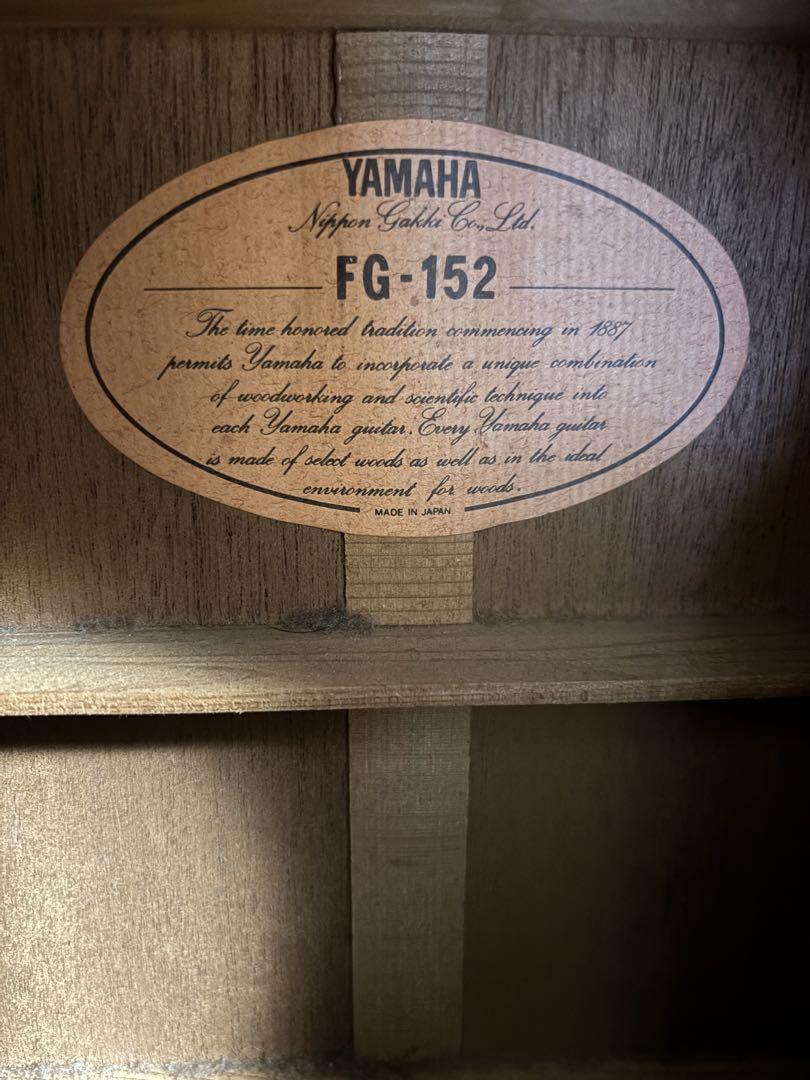 YAMAHA
Nippon Gakki Co., Ltd.
FG-152
The time honored tradition commencing in 1887
permits Yamaha to incorporate a unique combination
of woodworking and scientific technique into
each Yamaha guitar. Every Yamaha guitar
is made of select woods as well as in the ideal
environment for woods.
MADE IN JAPAN